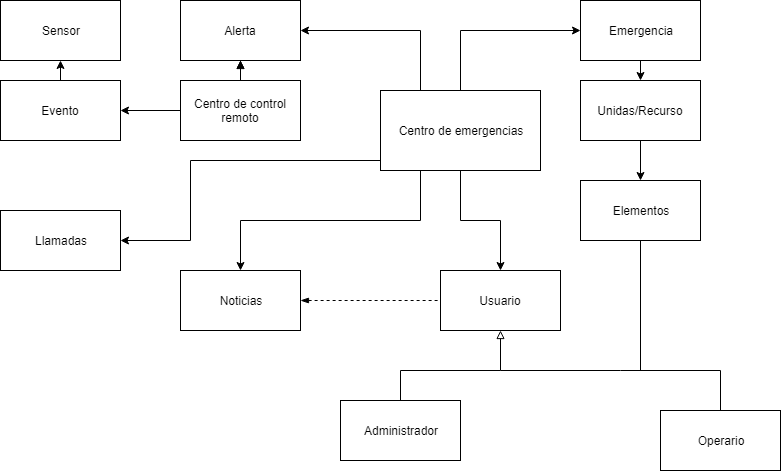 Sensor
Alerta
Emergencia
Evento
Centro de control
remoto
Centro de emergencias
Unidas/Recurso
Llamadas
Elementos
Noticias
Usuario
Administrador
Operario